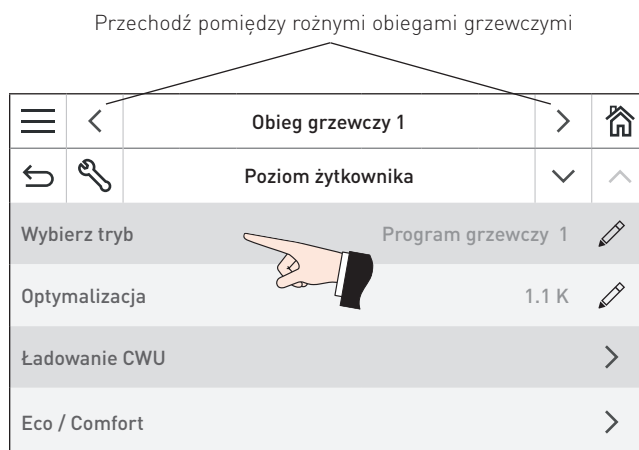 Przechodź pomiędzy rożnymi obiegami grzewczymi
Obieg grzewczy 1
Poziom żytkownika
Wybierz tryb Program grzewczy 1
Optymalizacja 1.1 K
Ładowanie CWU
Eco / Comfort